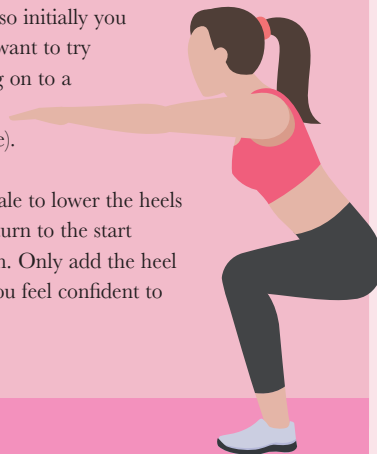 so initially you
want to try
g on to a
e).
ale to lower the heels
urn to the start
n. Only add the heel
ou feel confident to